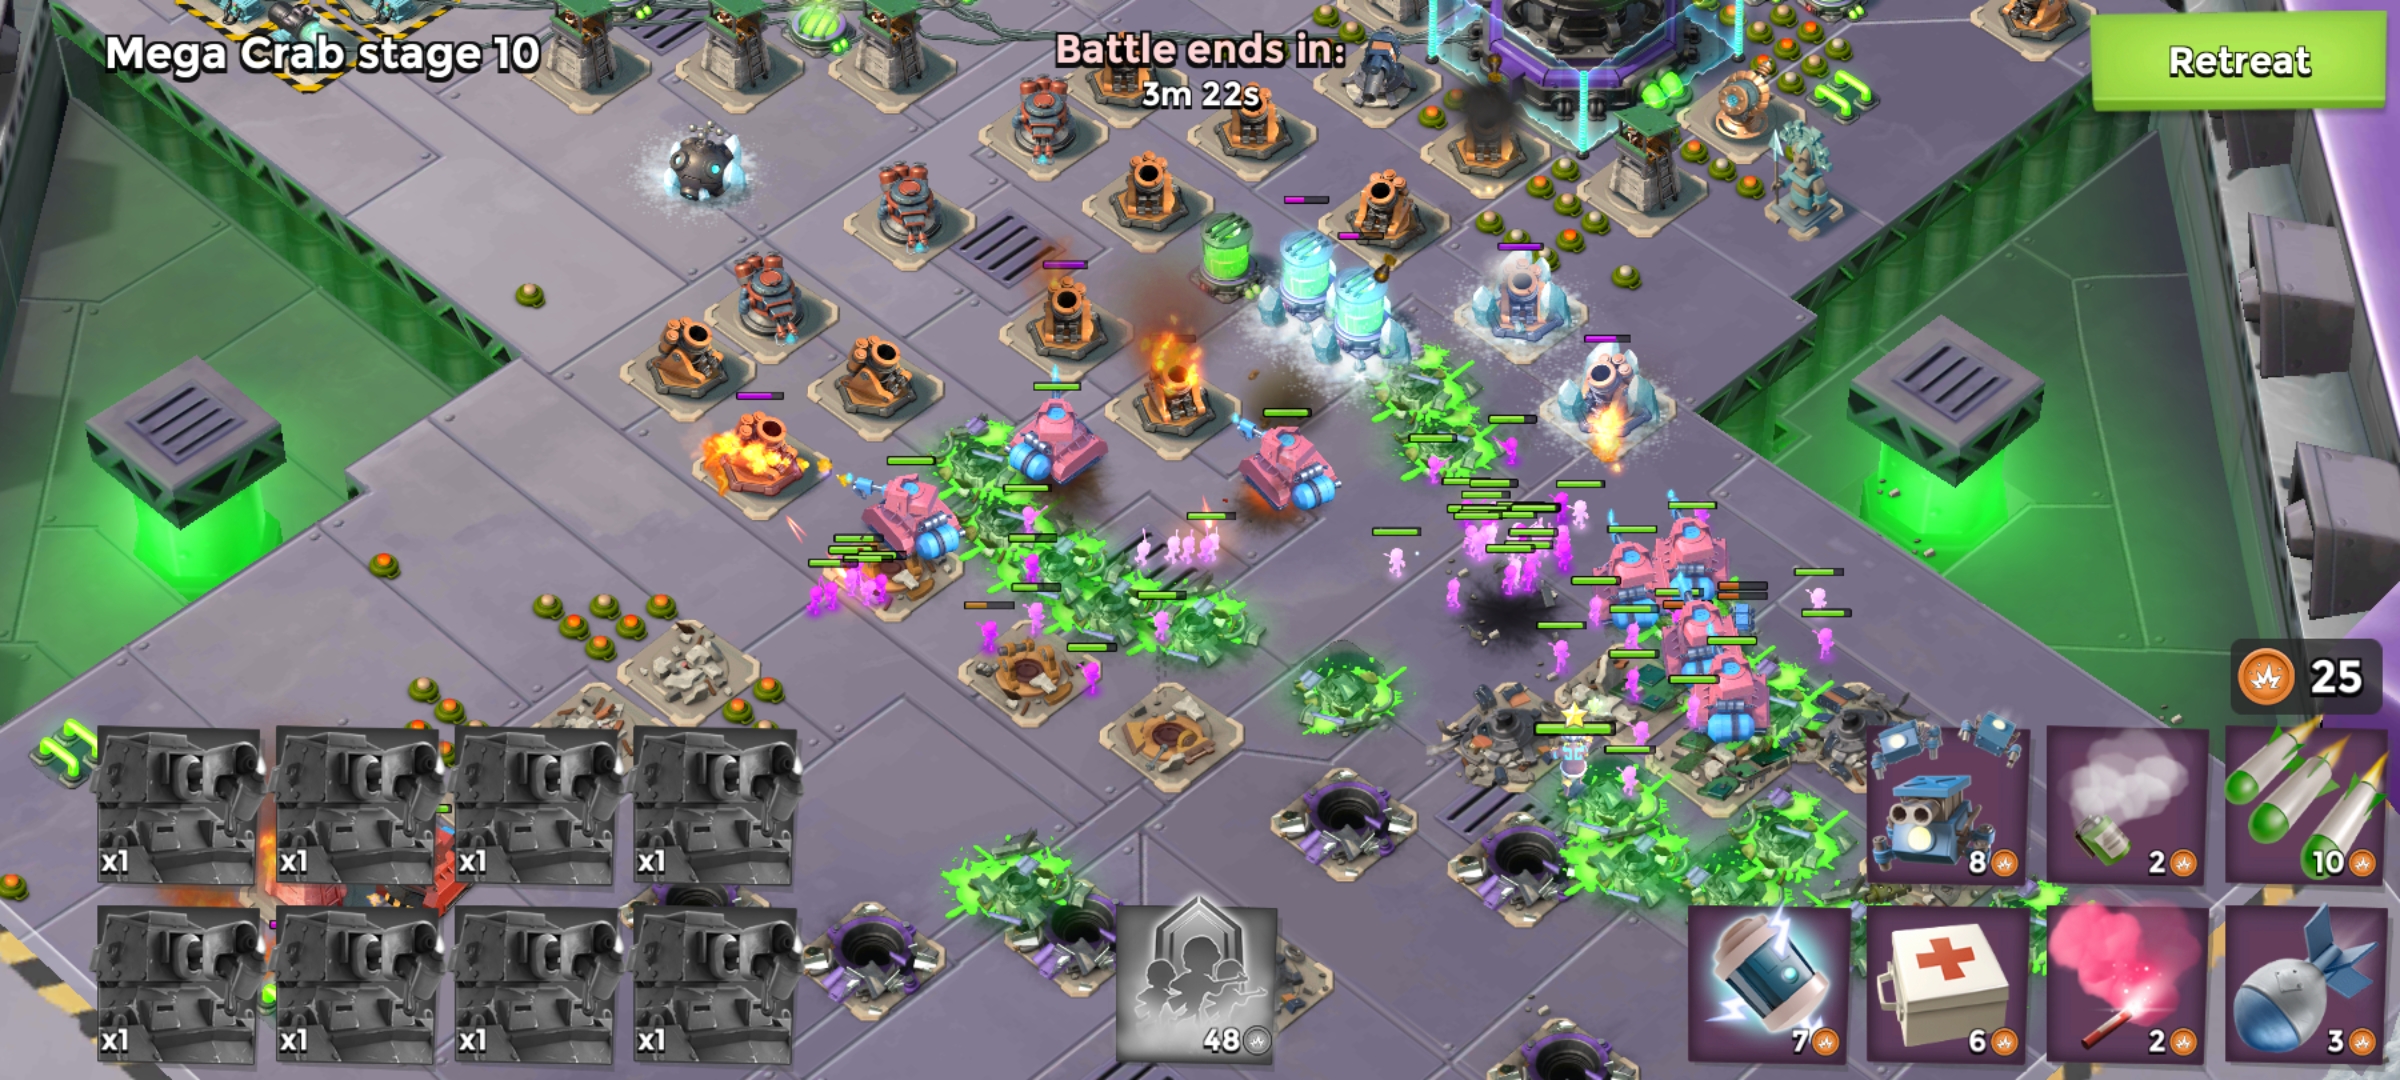 Mega Crab stage 10
Battle ends in:
3m 22s
Retreat
25
x1
x1
x1
x1
8
2
10
x1
x1
x1
x1
48
7
6
2
3